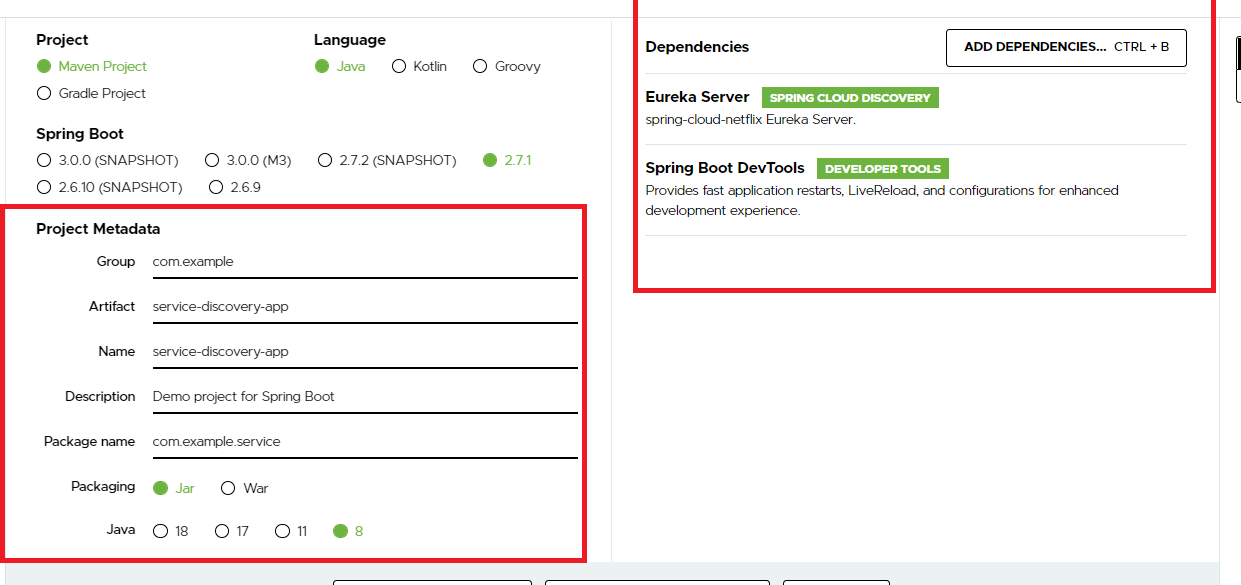 Project
Language
Maven Project
Java
Kotlin
Groovy
Gradle Project
Spring Boot
3.0.0 (SNAPSHOT)
3.0.0 (M3)
2.7.2 (SNAPSHOT)
2.7.1
2.6.10 (SNAPSHOT)
2.6.9
Project Metadata
Group com.example
Artifact service-discovery-app
Name service-discovery-app
Description Demo project for Spring Boot
Package name com.example.service
Packaging Jar War
Java 18 17 11 8
Dependencies
ADD DEPENDENCIES... CTRL + B
Eureka Server SPRING CLOUD DISCOVERY
spring-cloud-netflix Eureka Server.
Spring Boot DevTools DEVELOPER TOOLS
Provides fast application restarts, LiveReload, and configurations for enhanced
development experience.